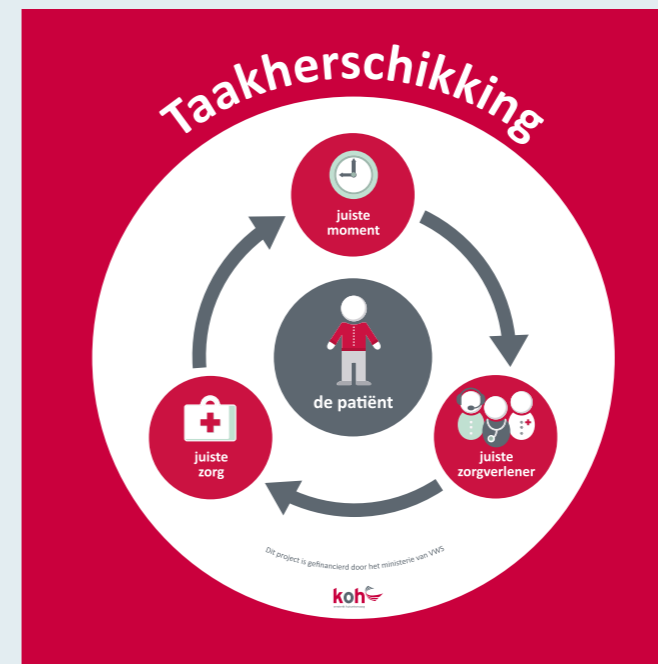 Taakherschikking
juiste
moment
de patiënt
juiste
zorg
juiste
zorgverlener
Dit project is gefinancierd door het ministerie van VWS
koh